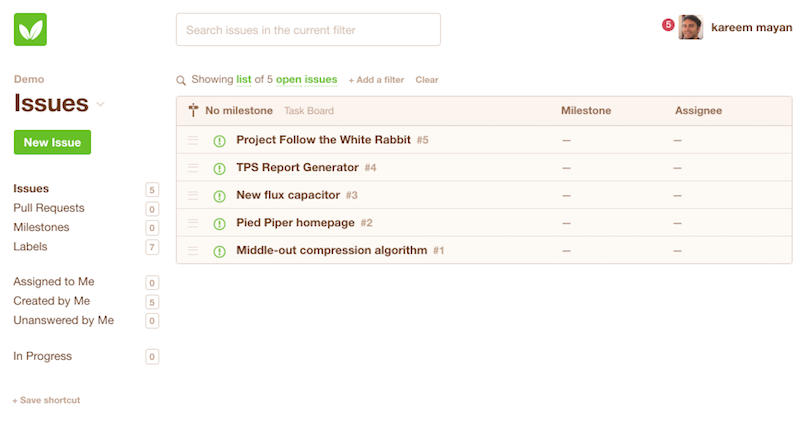 Search issues in the current filter
5 kareem mayan
Demo
Issues
New Issue
Issues 5
Pull Requests 0
Milestones 0
Labels 7
Assigned to Me 0
Created by Me 5
Unanswered by Me 0
In Progress 0
+ Save shortcut
Showing list of 5 open issues + Add a filter Clear
No milestone Task Board Milestone Assignee
Project Follow the White Rabbit #5 — —
TPS Report Generator #4 — —
New flux capacitor #3 — —
Pied Piper homepage #2 — —
Middle-out compression algorithm #1 — —